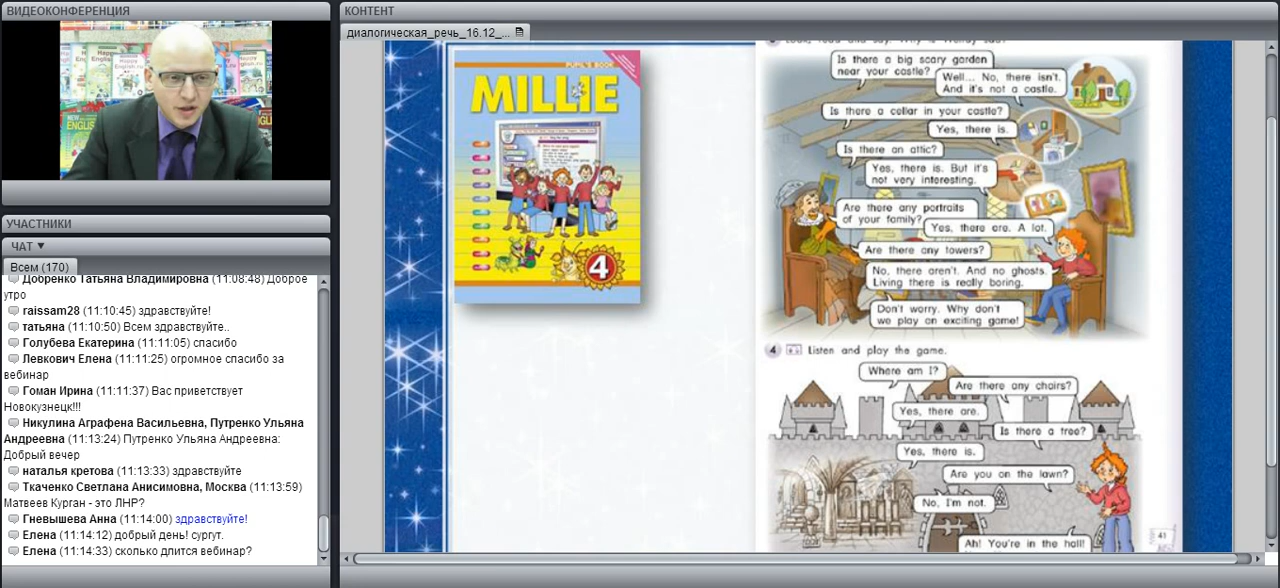 ВИДЕОКОНФЕРЕНЦИЯ
УЧАСТНИКИ
ЧАТ ▼
Всем (170)
Добренко Татьяна Владимировна (11:08:48) Доброе
утро
raissam28 (11:10:45) здравствуйте!
татьяна (11:10:50) Всем здравствуйте..
Голубева Екатерина (11:11:05) спасибо
Левкович Елена (11:11:25) огромное спасибо за
вебинар
Гоман Ирина (11:11:37) Вас приветствует
Новокузнецк!!!
Никулина Аграфена Васильевна, Путренко Ульяна
Андреевна (11:13:24) Путренко Ульяна Андреевна:
Добрый вечер
наталья кретова (11:13:33) здравствуйте
Ткаченко Светлана Анисимовна, Москва (11:13:59)
Матвеев Курган - это ЛНР?
Гневышева Анна (11:14:00) здравствуйте!
Елена (11:14:12) добрый день! сургут.
Елена (11:14:33) сколько длится вебинар?
КОНТЕНТ
диалогическая_речь_16.12_...
PUPIL'S BOOK
MILLIE
4
Is there a big scary garden
near your castle?
Well... No, there isn't.
And it's not a castle.
Is there a cellar in your castle?
Yes, there is.
Is there an attic?
Yes, there is. But it's
not very interesting.
Are there any portraits
of your family?
Yes, there are. A lot.
Are there any towers?
No, there aren't. And no ghosts.
Living there is really boring.
Don't worry. Why don't
we play an exciting game!
4 Listen and play the game.
Where am I?
Are there any chairs?
Yes, there are.
Is there a tree?
Yes, there is.
Are you on the lawn?
No, I'm not.
Ah! You're in the hall!
41